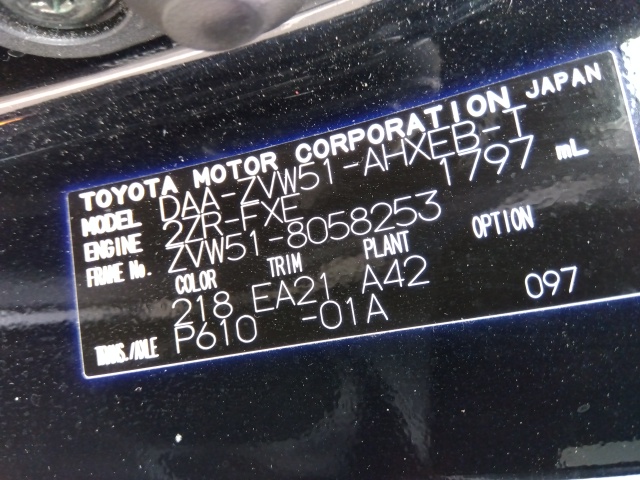 TOYOTA MOTOR CORPORATION JAPAN
MODEL DAA-ZVW51-AHXEB-T
ENGINE 2ZR-FXE 1797 mL
FRAME No. ZVW51-8058253
COLOR TRIM PLANT OPTION
218 EA21 A42
TRANS./AXLE P610 -01A 097